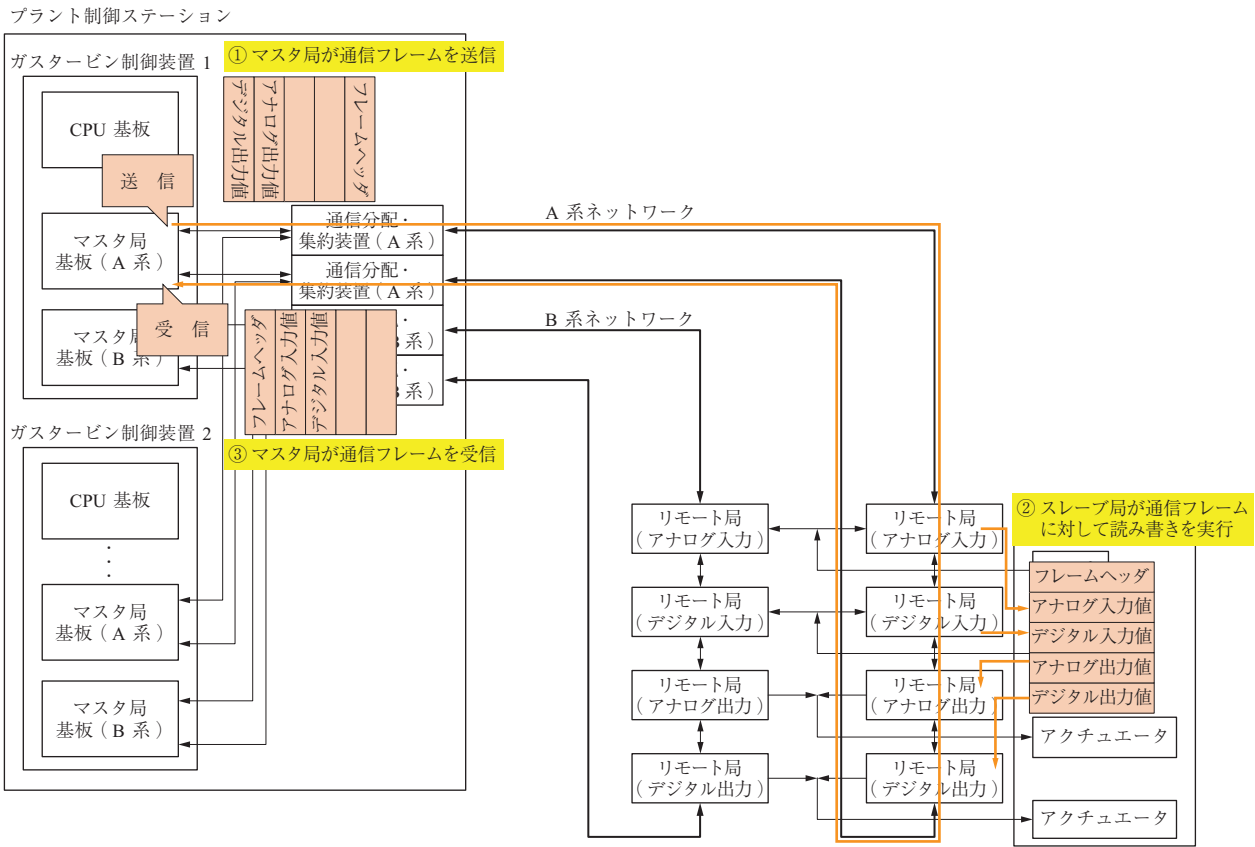 プラント制御ステーション
ガスタービン制御装置 1
① マスタ局が通信フレームを送信
デジタル出力値
アナログ出力値
フレームヘッダ
CPU 基板
送 信
マスタ局
基板（A 系）
通信分配・
集約装置（A 系）
通信分配・
集約装置（A 系）
A 系ネットワーク
受 信
マスタ局
基板（B 系）
フレームヘッダ
アナログ入力値
デジタル入力値
・
系）
・
系）
B 系ネットワーク
ガスタービン制御装置 2
③ マスタ局が通信フレームを受信
CPU 基板
・
・
・
マスタ局
基板（A 系）
マスタ局
基板（B 系）
リモート局
（アナログ入力）
リモート局
（アナログ入力）
リモート局
（デジタル入力）
リモート局
（デジタル入力）
リモート局
（アナログ出力）
リモート局
（アナログ出力）
リモート局
（デジタル出力）
リモート局
（デジタル出力）
② スレーブ局が通信フレーム
に対して読み書きを実行
フレームヘッダ
アナログ入力値
デジタル入力値
アナログ出力値
デジタル出力値
アクチュエータ
アクチュエータ